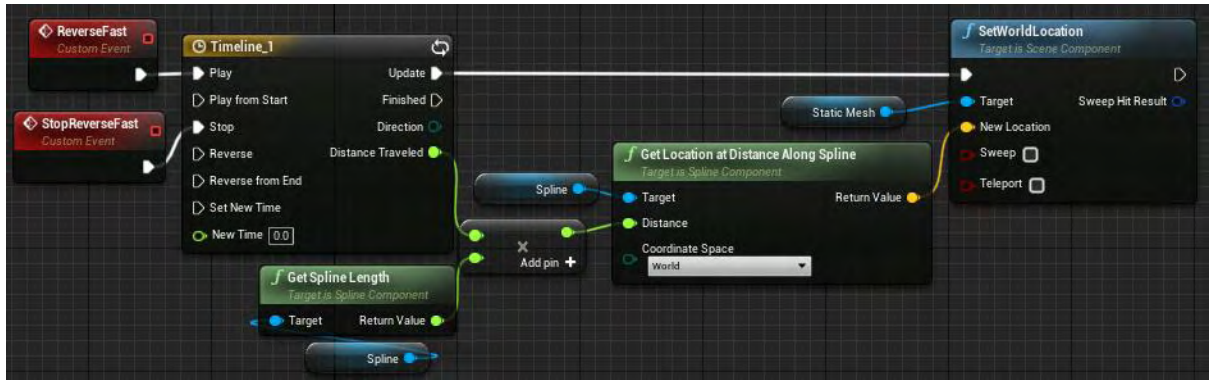 ReverseFast
Custom Event
StopReverseFast
Custom Event
Timeline_1
Play
Update
Play from Start
Finished
Stop
Direction
Reverse
Distance Traveled
Reverse from End
Set New Time
New Time 0.0
Get Spline Length
Target is Spline Component
Target
Return Value
Spline
Spline
Add pin +
Get Location at Distance Along Spline
Target is Spline Component
Target
Return Value
Distance
Coordinate Space
World
Static Mesh
SetWorldLocation
Target is Scene Component
Target
Sweep Hit Result
New Location
Sweep
Teleport